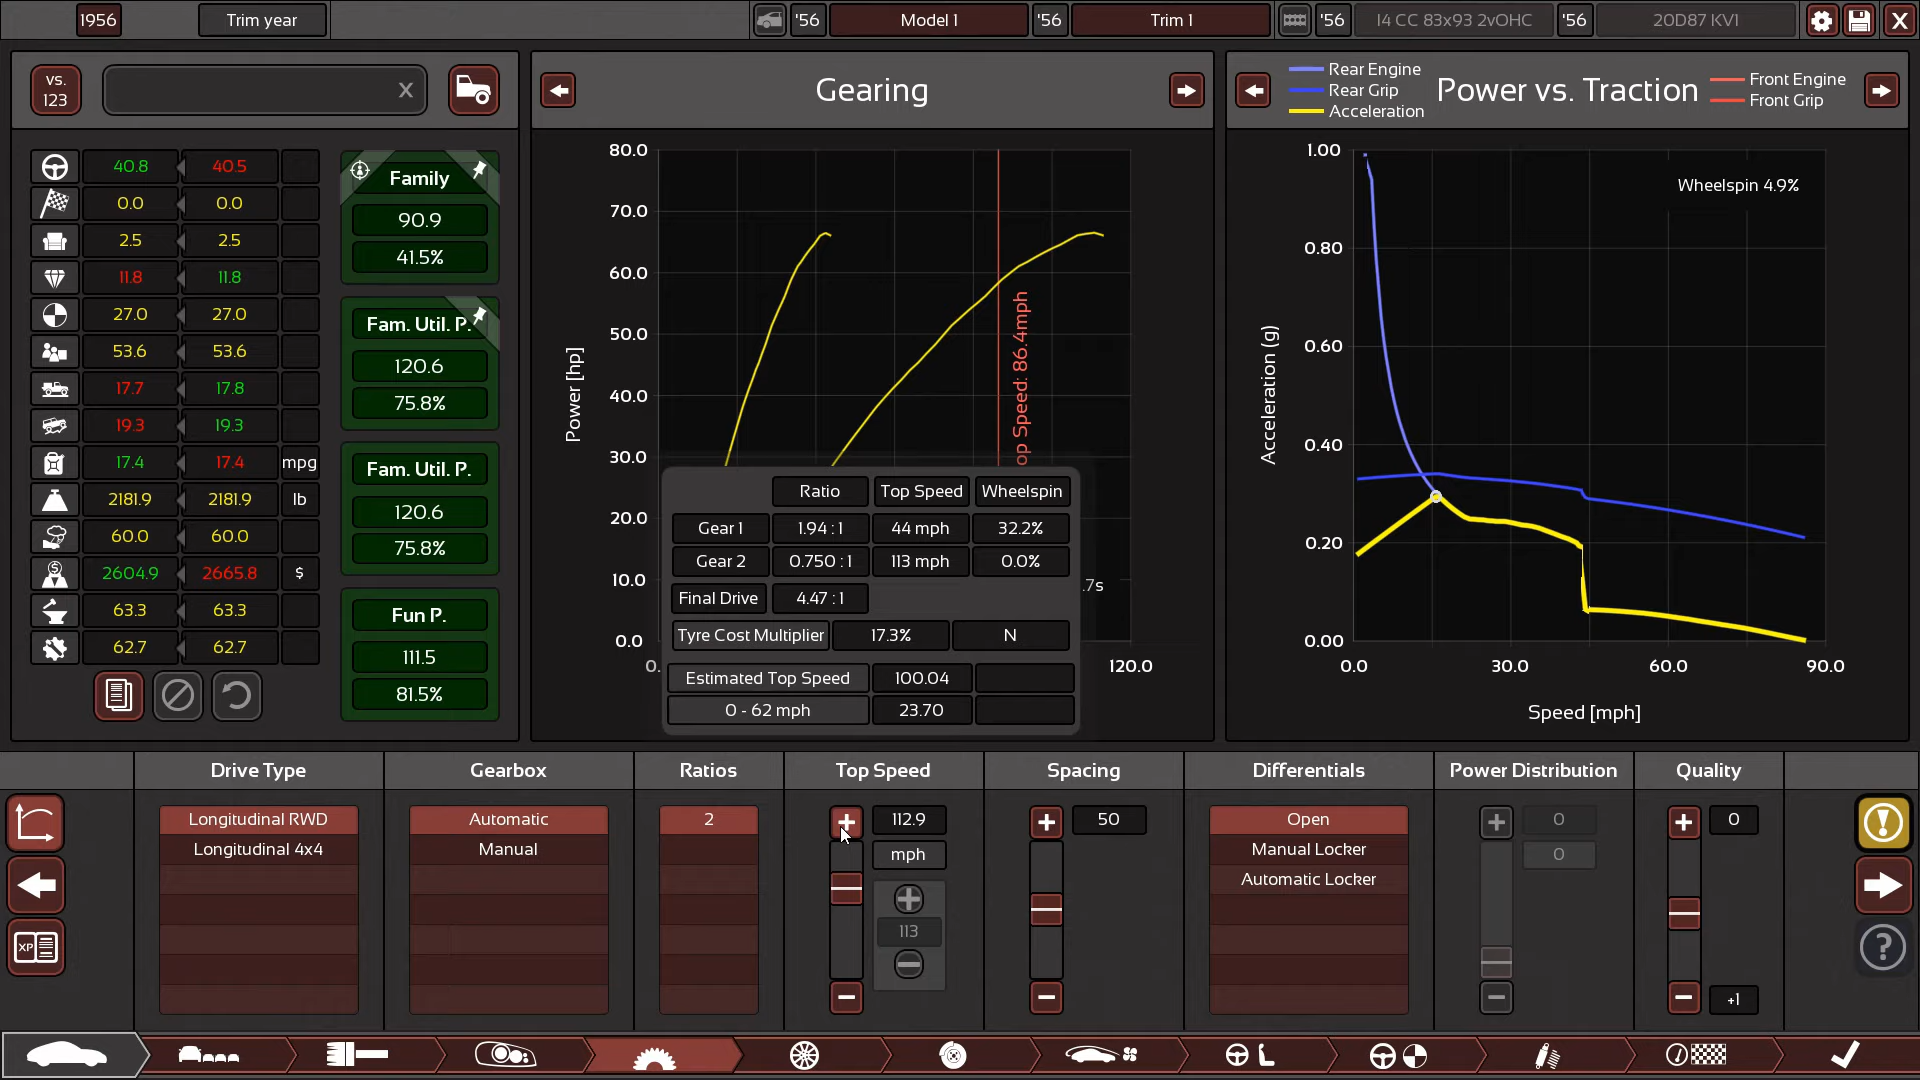 1956
Trim year
'56
Model 1
'56
Trim 1
'56
I4 CC 83x93 2vOHC
'56
20D87 KV1
X
vs.
123
X
Gearing
Rear Engine
Rear Grip
Acceleration
Power vs. Traction
Front Engine
Front Grip
40.8 40.5
0.0 0.0
2.5 2.5
11.8 11.8
27.0 27.0
53.6 53.6
17.7 17.8
19.3 19.3
17.4 17.4 mpg
2181.9 2181.9 lb
60.0 60.0
2604.9 2665.8 $
63.3 63.3
62.7 62.7
Family
90.9
41.5%
Fam. Util. P.
120.6
75.8%
Fam. Util. P.
120.6
75.8%
Fun P.
111.5
81.5%
80.0
70.0
60.0
50.0
40.0
30.0
20.0
10.0
0.0
Power [hp]
op Speed: 86.4mph
.7s
0.
120.0
Ratio Top Speed Wheelspin
Gear 1 1.94 : 1 44 mph 32.2%
Gear 2 0.750 : 1 113 mph 0.0%
Final Drive 4.47 : 1
Tyre Cost Multiplier 17.3% N
Estimated Top Speed 100.04
0 - 62 mph 23.70
1.00
0.80
0.60
0.40
0.20
0.00
Acceleration (g)
Wheelspin 4.9%
0.0 30.0 60.0 90.0
Speed [mph]
Drive Type
Longitudinal RWD
Longitudinal 4x4
Gearbox
Automatic
Manual
Ratios
2
Top Speed
112.9
mph
113
Spacing
50
Differentials
Open
Manual Locker
Automatic Locker
Power Distribution
0
0
Quality
0
+1
XP